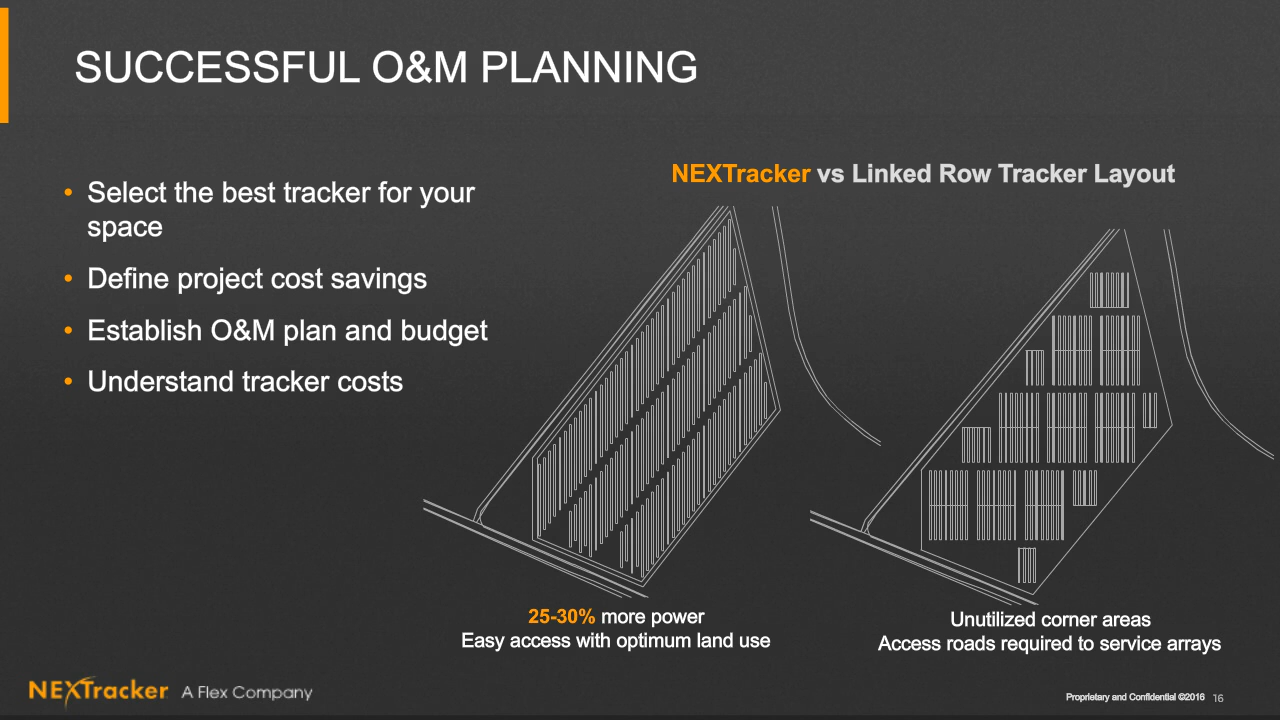 SUCCESSFUL O&M PLANNING
• Select the best tracker for your
space
• Define project cost savings
• Establish O&M plan and budget
• Understand tracker costs
NEXTracker vs Linked Row Tracker Layout
25-30% more power
Easy access with optimum land use
Unutilized corner areas
Access roads required to service arrays
NEXTracker A Flex Company
Proprietary and Confidential ©2016 16